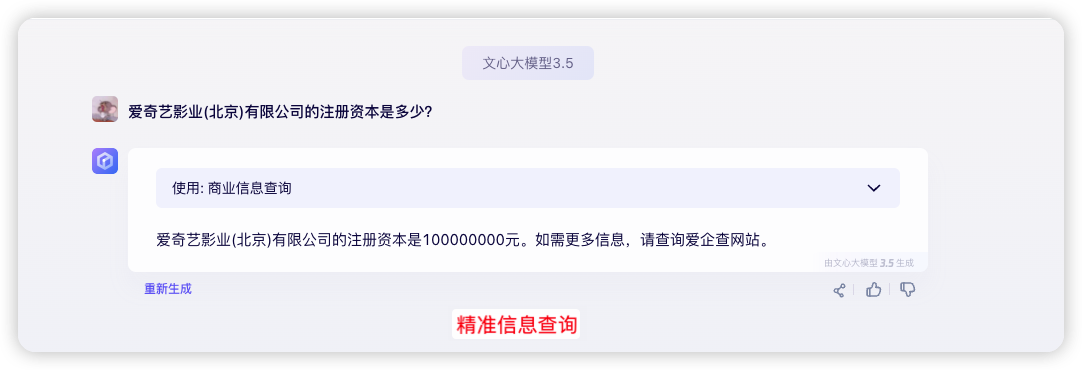 文心大模型3.5
爱奇艺影业(北京)有限公司的注册资本是多少?
使用: 商业信息查询
爱奇艺影业(北京)有限公司的注册资本是100000000元。如需更多信息，请查询爱企查网站。
由文心大模型 3.5 生成
重新生成
精准信息查询